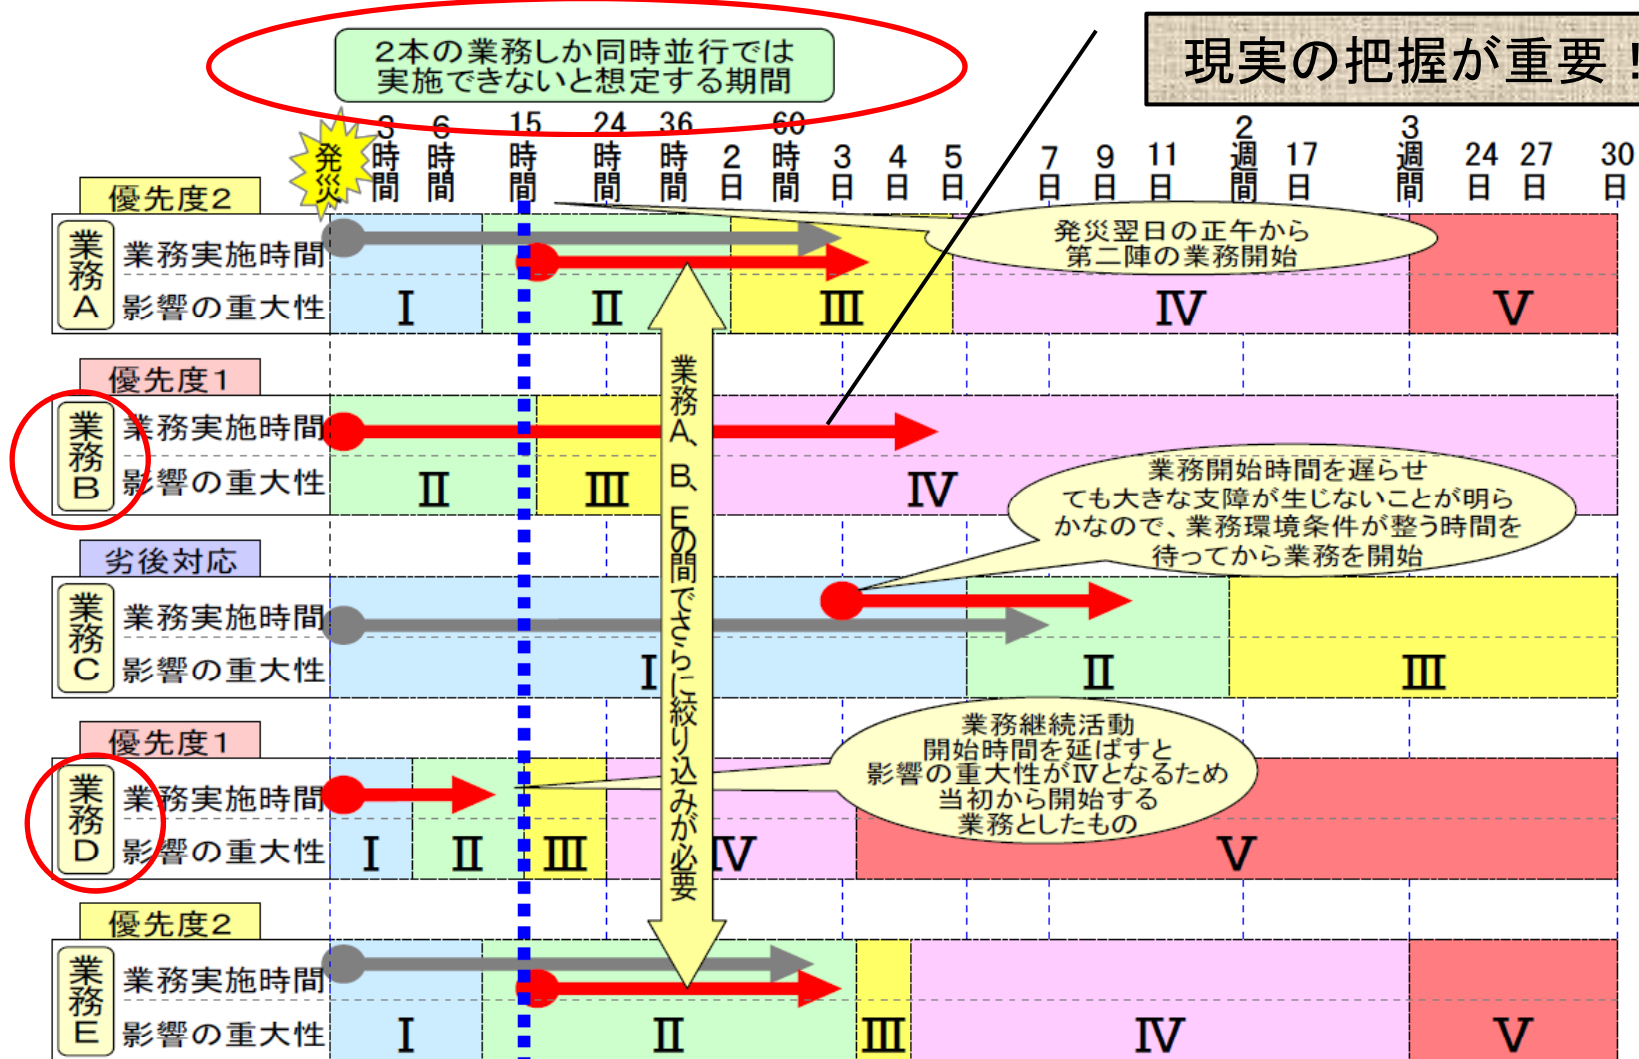 2本の業務しか同時並行では
実施できないと想定する期間
現実の把握が重要！
発災
3時間
6時間
15時間
24時間
36時間
2日
60時間
3日
4日
5日
7日
9日
11日
2週間
17日
3週間
24日
27日
30日
優先度2
業務A
業務実施時間
影響の重大性
Ⅰ
Ⅱ
Ⅲ
Ⅳ
Ⅴ
発災翌日の正午から
第二陣の業務開始
優先度1
業務B
業務実施時間
影響の重大性
Ⅱ
Ⅲ
Ⅳ
業務A、B、Eの間でさらに絞り込みが必要
業務開始時間を遅らせ
ても大きな支障が生じないことが明ら
かなので、業務環境条件が整う時間を
待ってから業務を開始
劣後対応
業務C
業務実施時間
影響の重大性
Ⅰ
Ⅱ
Ⅲ
優先度1
業務D
業務実施時間
影響の重大性
Ⅰ
Ⅱ
Ⅲ
Ⅳ
Ⅴ
業務継続活動
開始時間を延ばすと
影響の重大性がⅣとなるため
当初から開始する
業務としたもの
優先度2
業務E
業務実施時間
影響の重大性
Ⅰ
Ⅱ
Ⅲ
Ⅳ
Ⅴ